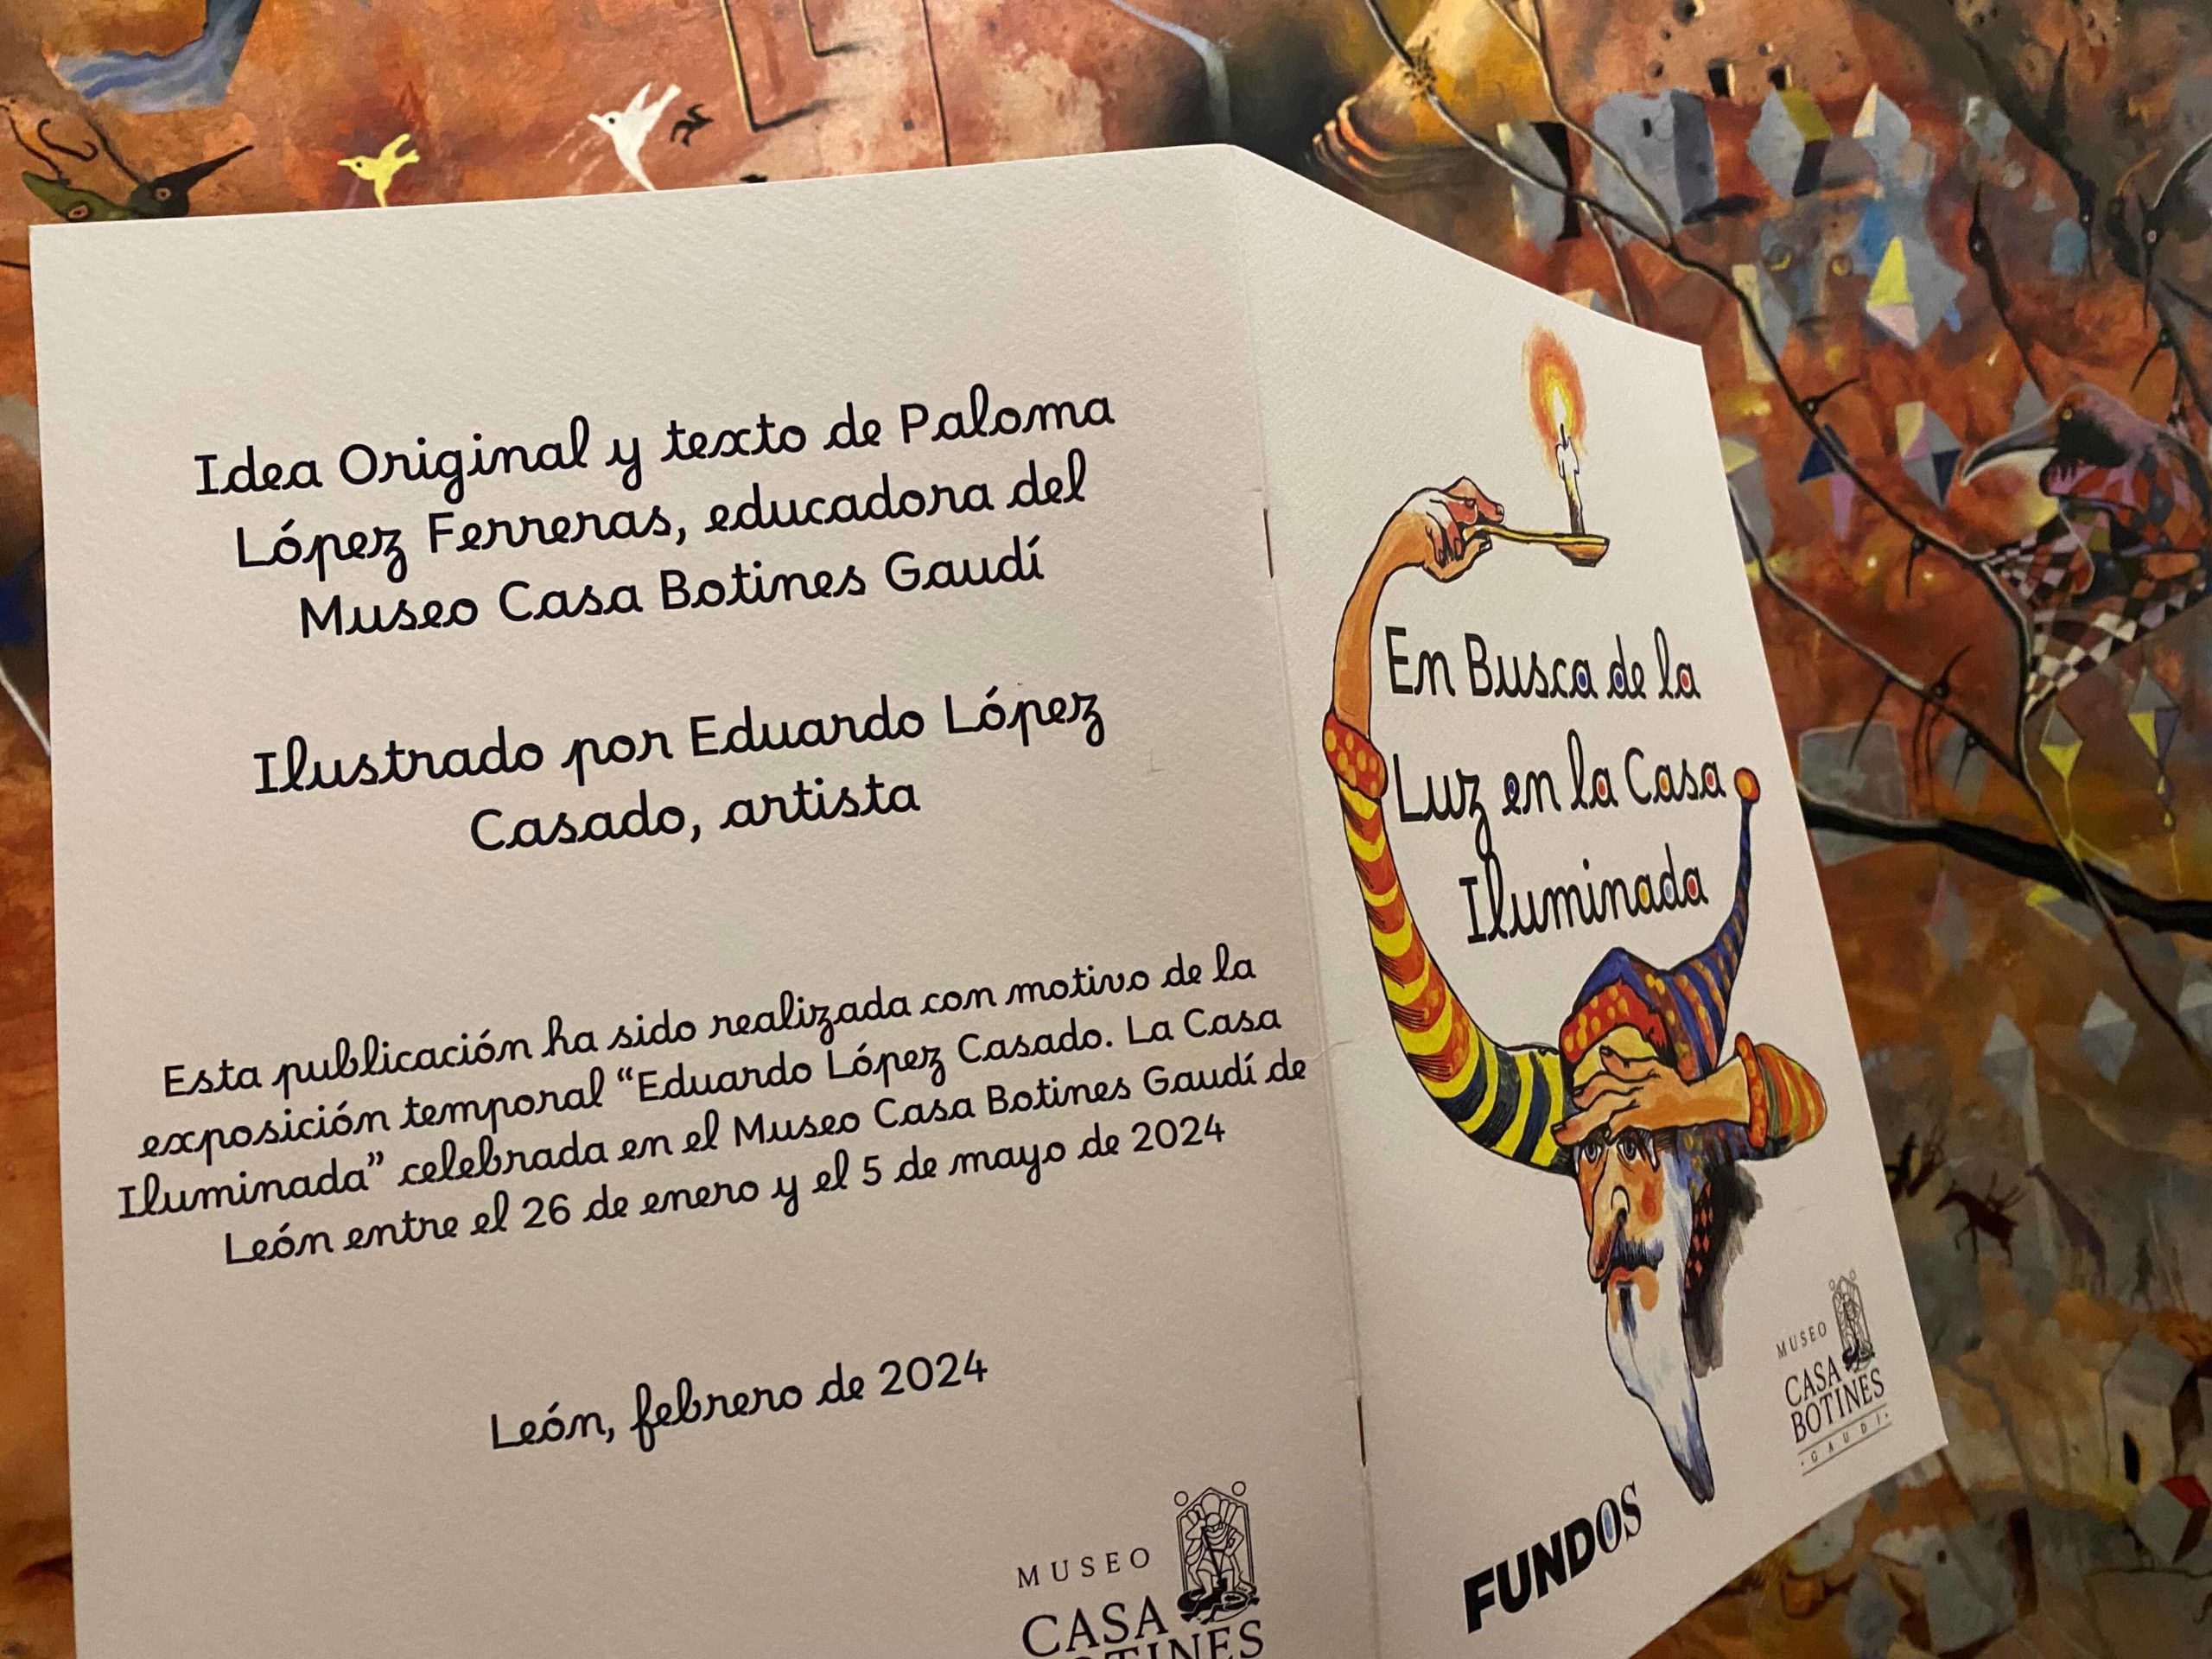 Idea Original y texto de Paloma
López Ferreras, educadora del
Museo Casa Botines Gaudí
Ilustrado por Eduardo López
Casado, artista
Esta publicación ha sido realizada con motivo de la
exposición temporal “Eduardo López Casado. La Casa
Iluminada” celebrada en el Museo Casa Botines Gaudí de
León entre el 26 de enero y el 5 de mayo de 2024
León, febrero de 2024
MUSEO
CASA
BOTINES
En Busca de la
Luz en la Casa
Iluminada
MUSEO
CASA
BOTINES
·GAUDÍ·
FUNDOS